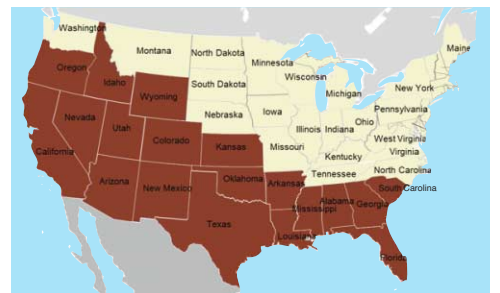 Washington
Montana
North Dakota
Minnesota
Maine
Oregon
Idaho
Wisconsin
South Dakota
Michigan
New York
Wyoming
Nebraska
Iowa
Pennsylvania
Ohio
Illinois
Indiana
Nevada
Utah
Colorado
Kansas
Missouri
West Virginia
Virginia
Kentucky
California
Tennessee
North Carolina
Arizona
New Mexico
Oklahoma
Arkansas
South Carolina
Mississippi
Alabama
Georgia
Texas
Louisiana
Florida